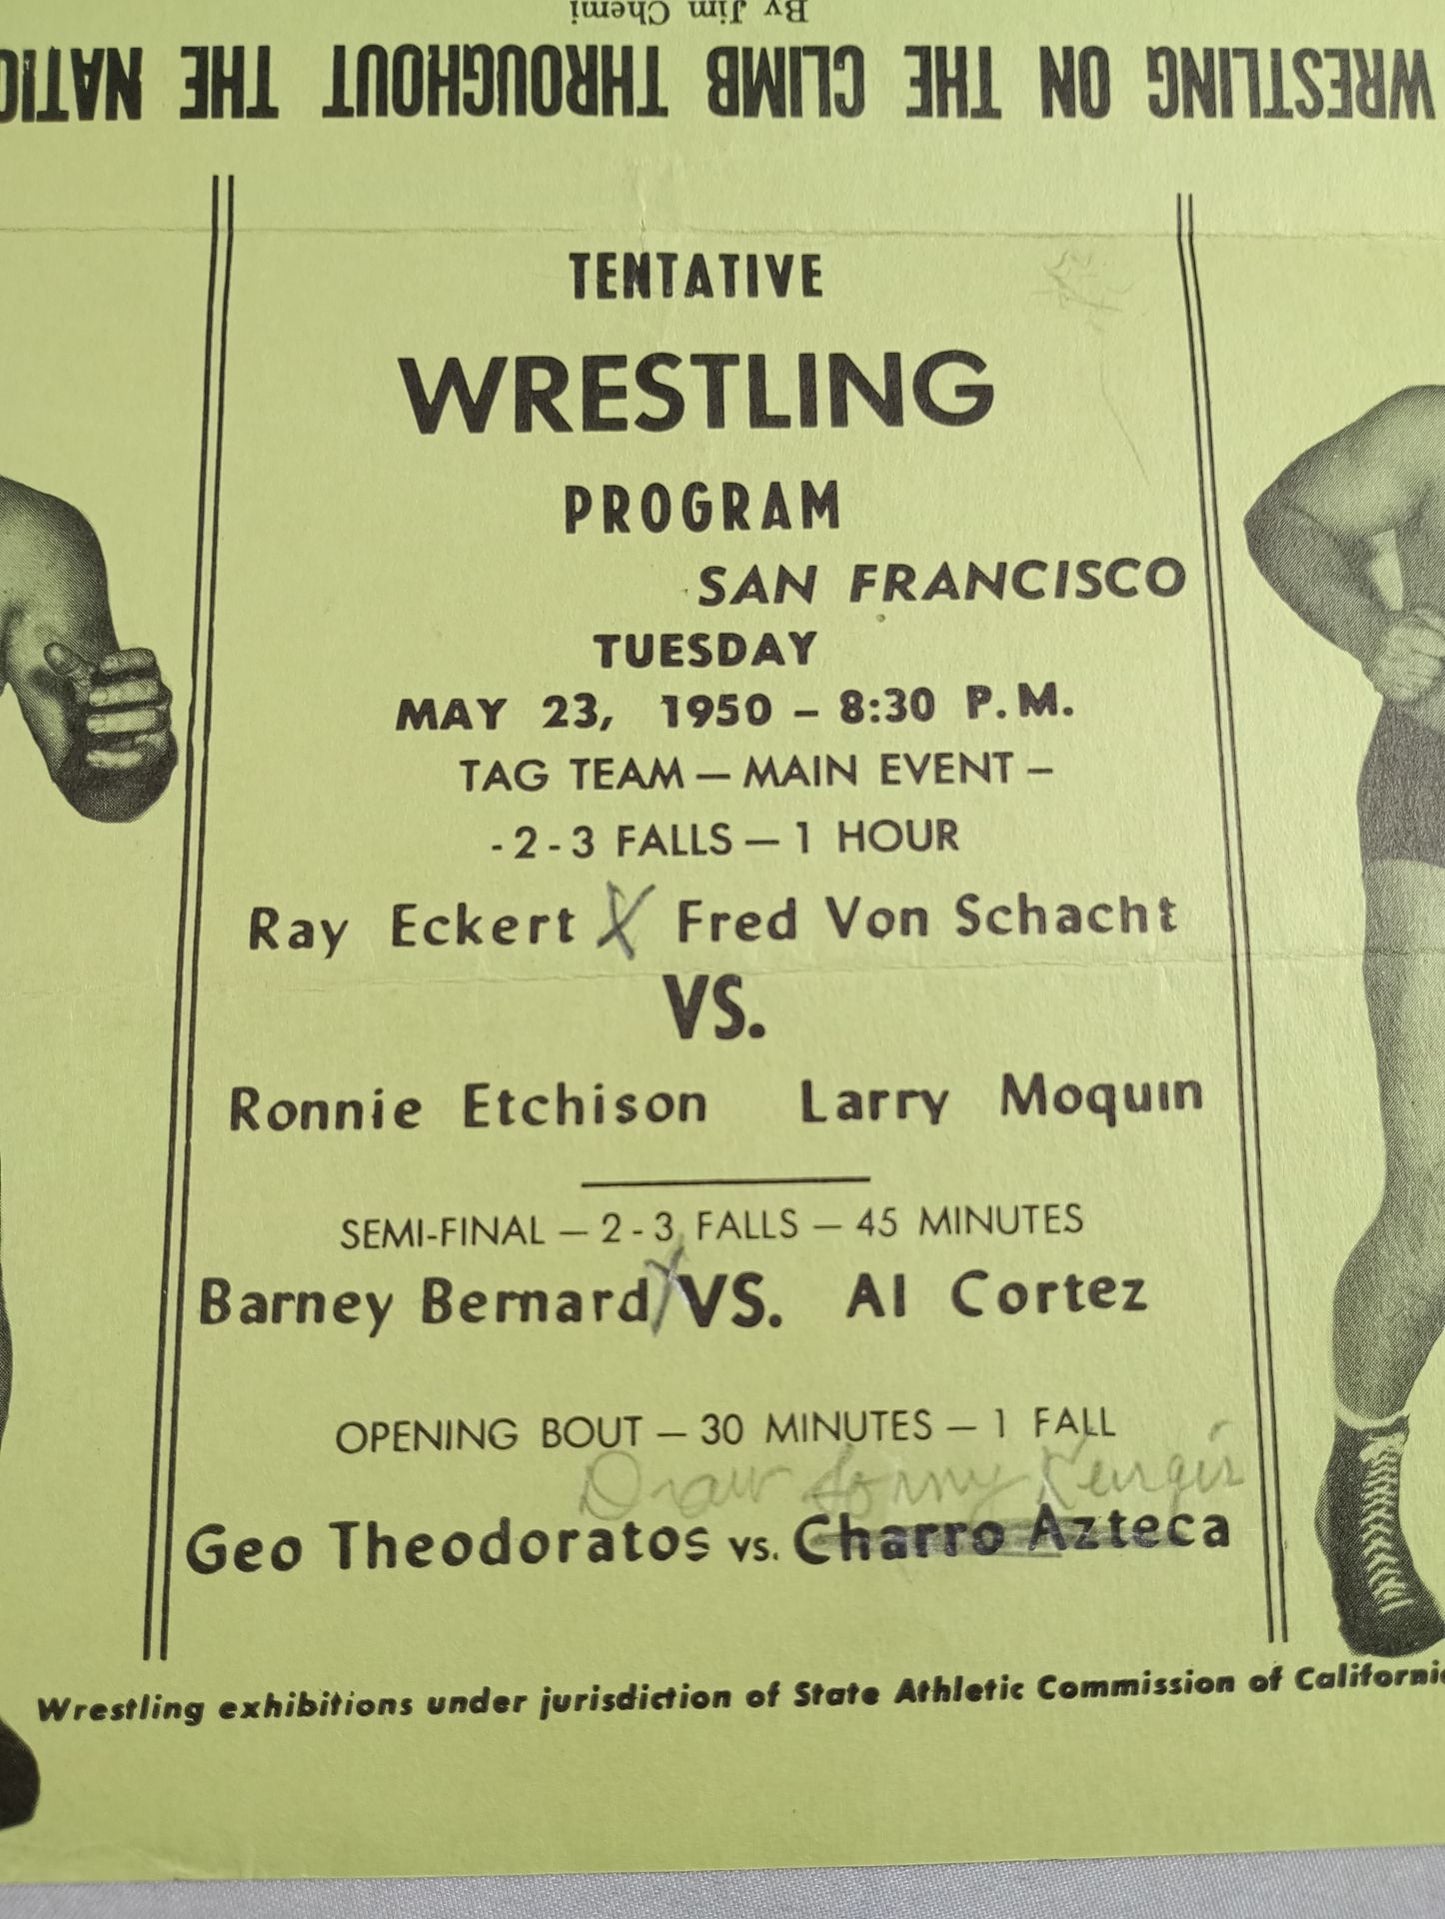 By Jim Chemi
WRESTLING ON THE CLIMB THROUGHOUT THE NATIO
TENTATIVE
WRESTLING
PROGRAM
SAN FRANCISCO
TUESDAY
MAY 23, 1950 - 8:30 P.M.
TAG TEAM — MAIN EVENT -
- 2 - 3 FALLS — 1 HOUR
Ray Eckert X Fred Von Schacht
VS.
Ronnie Etchison Larry Moquin
SEMI-FINAL — 2 - 3 FALLS — 45 MINUTES
Barney Bernard X VS. Al Cortez
OPENING BOUT — 30 MINUTES — 1 FALL
Draw
Geo Theodoratos vs. Charro Azteca
Wrestling exhibitions under jurisdiction of State Athletic Commission of Californi